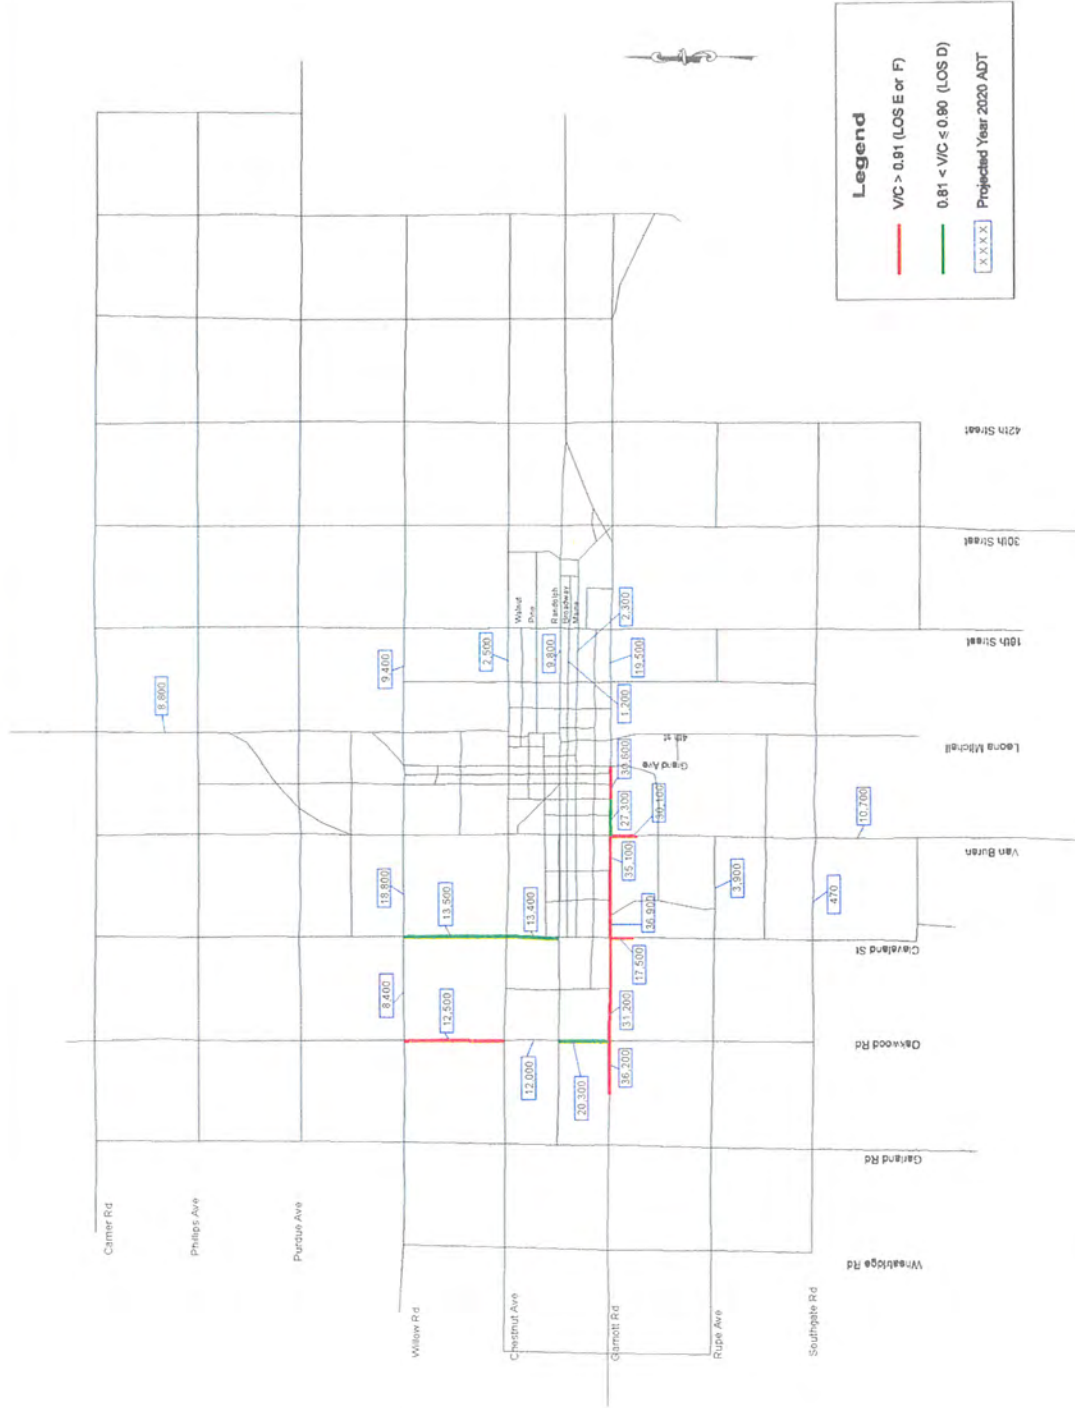 Legend
V/C > 0.91 (LOS E or F)
0.81 < V/C ≤ 0.90 (LOS D)
X X X X Projected Year 2020 ADT
Carrier Rd
Phillips Ave
Purdue Ave
Willow Rd
Chestnut Ave
Garriott Rd
Rupe Ave
Southgate Rd
Wheatridge Rd
Garland Rd
Oakwood Rd
Cleveland St
Van Buren
Leona Mitchell
16th Street
30th Street
42th Street
Walnut
Pine
Randolph
Broadway
Maine
4th st
Grand Ave
8,800
9,400
18,800
8,400
2,500
9,800
2,300
19,500
1,200
13,500
13,400
12,500
12,000
20,300
36,200
31,200
17,500
36,900
35,100
27,300
30,800
30,100
3,900
470
10,700